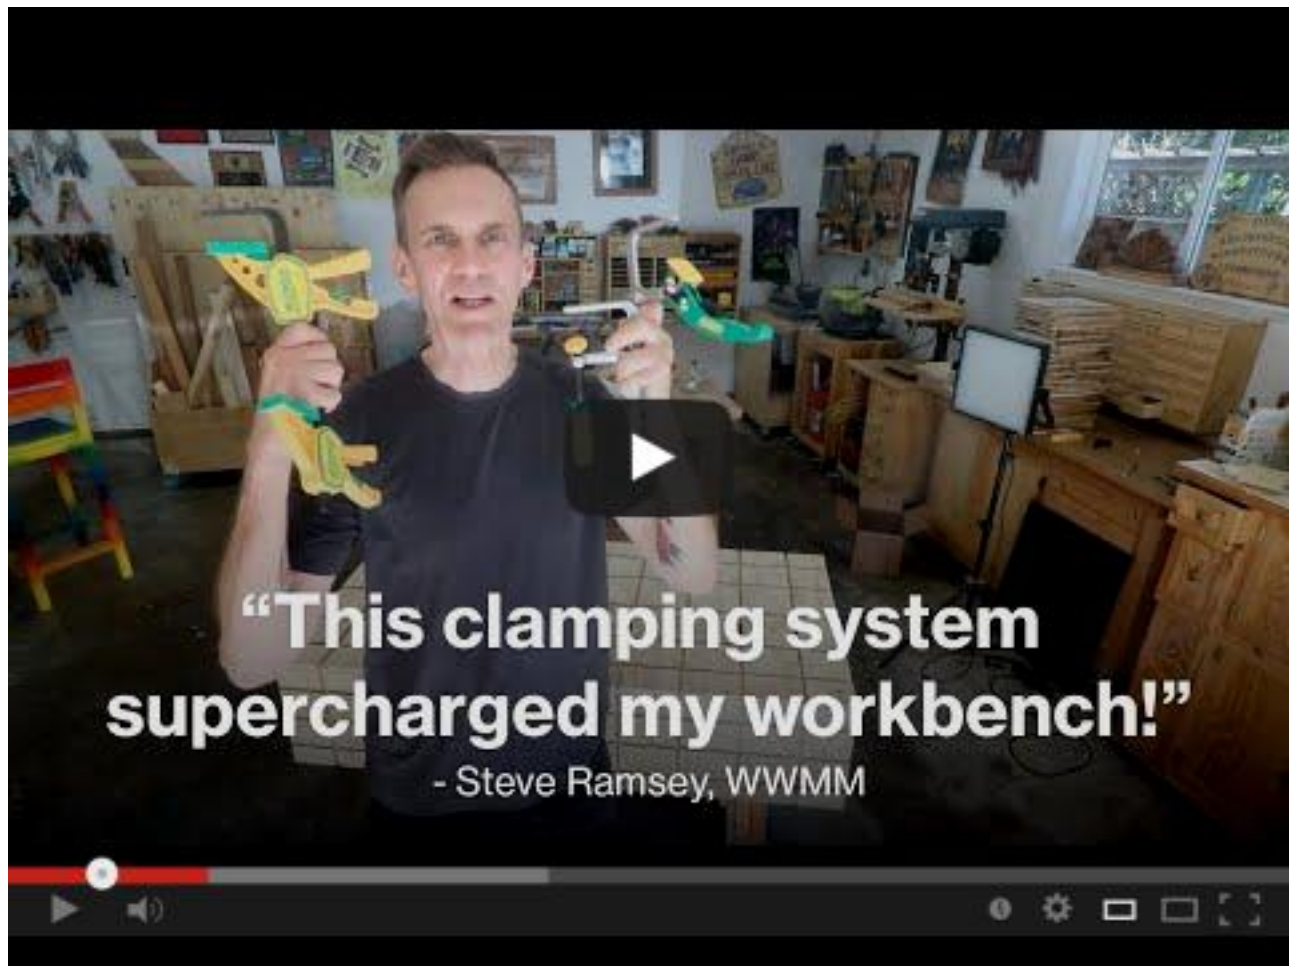 “This clamping system
supercharged my workbench!”
- Steve Ramsey, WWMM